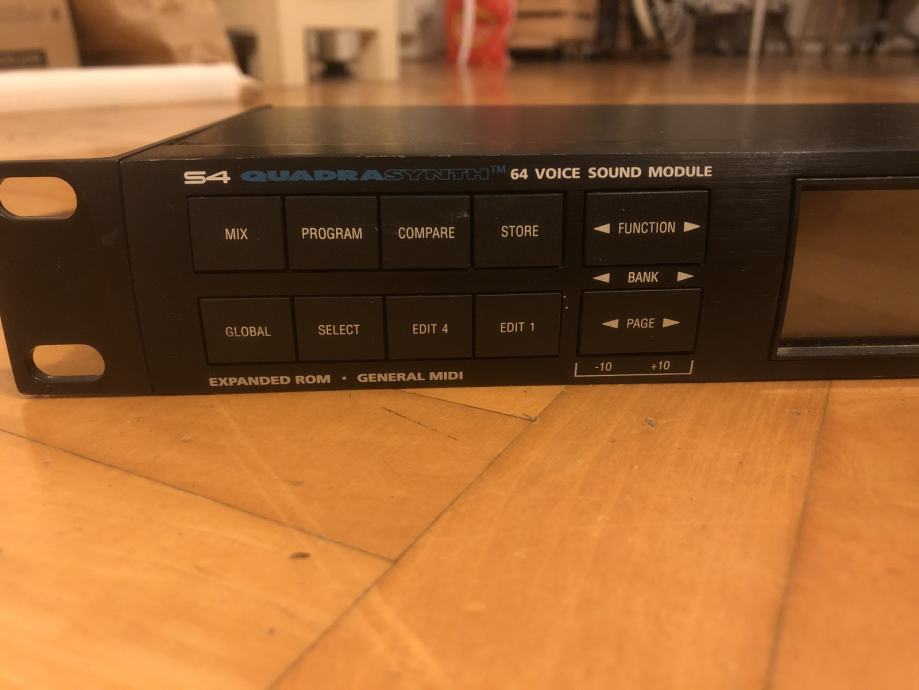 S4 QUADRASYNTH™ 64 VOICE SOUND MODULE
MIX PROGRAM COMPARE STORE ◄ FUNCTION ►
◄ BANK ►
GLOBAL SELECT EDIT 4 EDIT 1 ◄ PAGE ►
-10 +10
EXPANDED ROM · GENERAL MIDI